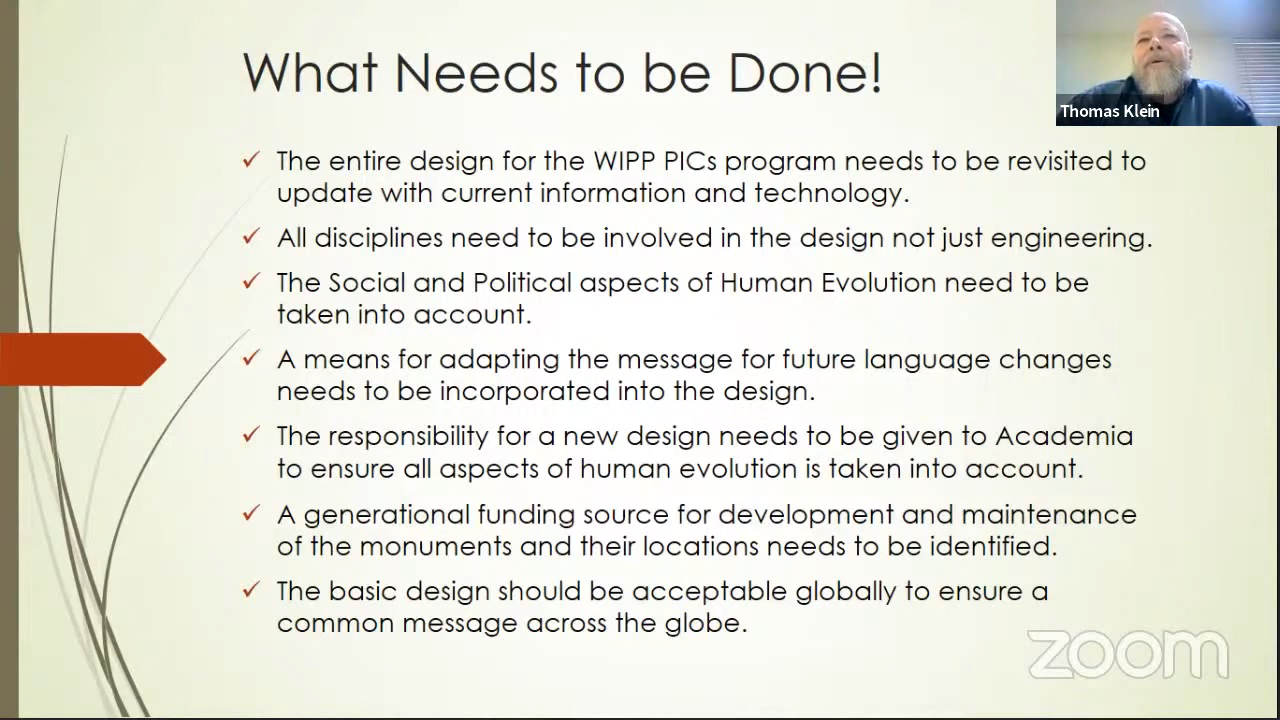 What Needs to be Done!
Thomas Klein
The entire design for the WIPP PICs program needs to be revisited to
update with current information and technology.
All disciplines need to be involved in the design not just engineering.
The Social and Political aspects of Human Evolution need to be
taken into account.
A means for adapting the message for future language changes
needs to be incorporated into the design.
The responsibility for a new design needs to be given to Academia
to ensure all aspects of human evolution is taken into account.
A generational funding source for development and maintenance
of the monuments and their locations needs to be identified.
The basic design should be acceptable globally to ensure a
common message across the globe.
zoom